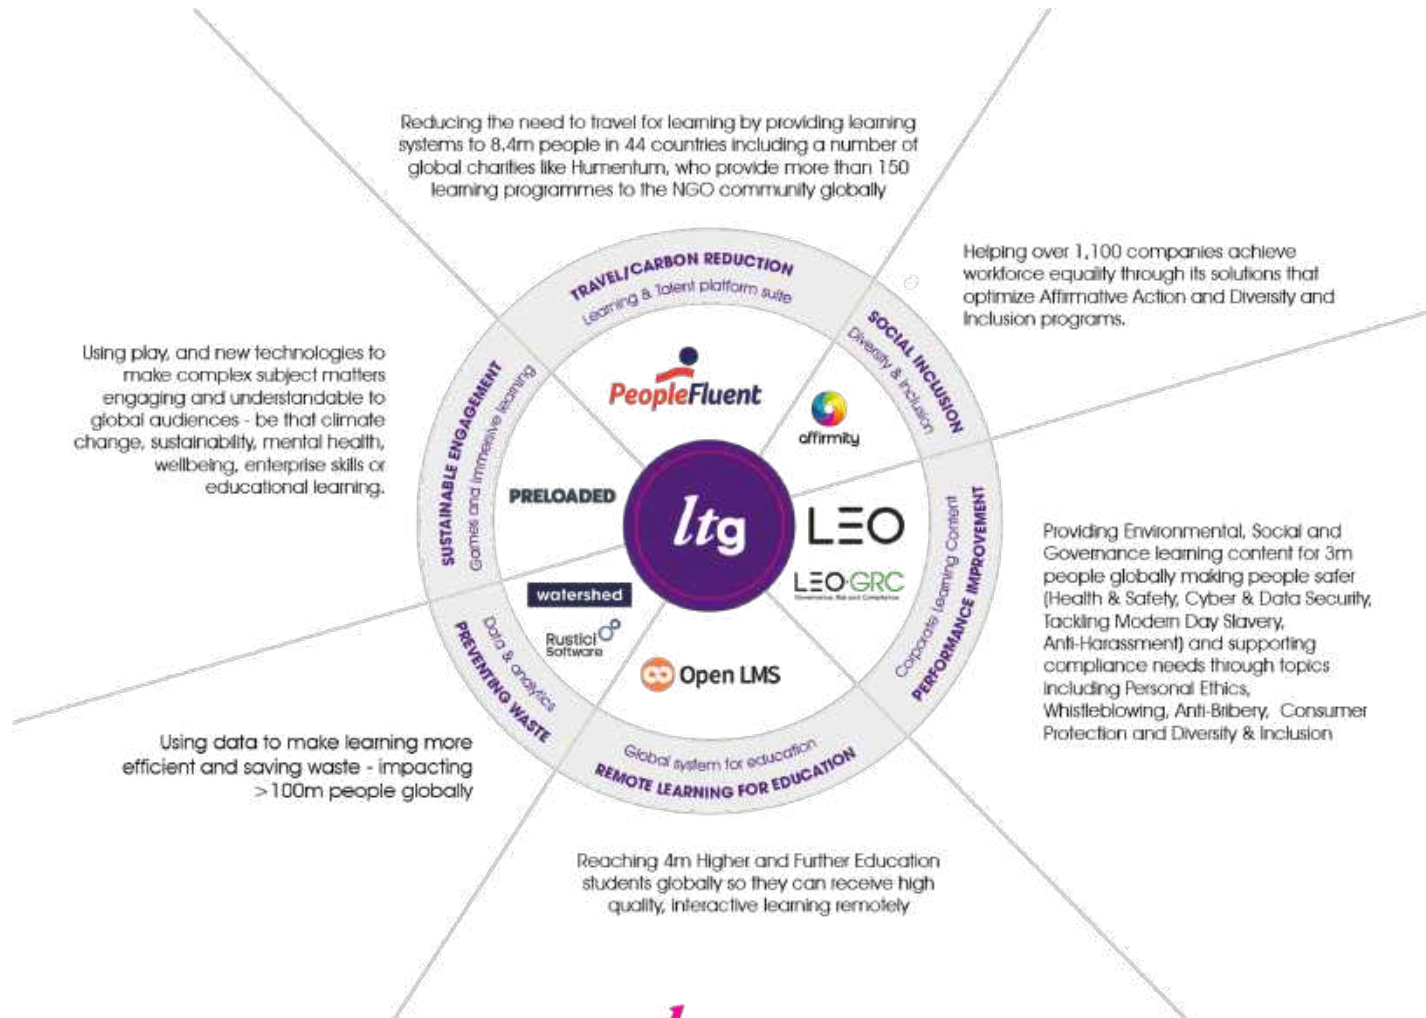 Reducing the need to travel for learning by providing learning
systems to 8.4m people in 44 countries including a number of
global charities like Humentum, who provide more than 150
learning programmes to the NGO community globally
Helping over 1,100 companies achieve
workforce equality through its solutions that
optimize Affirmative Action and Diversity and
Inclusion programs.
TRAVEL/CARBON REDUCTION
Learning & Talent platform suite
SOCIAL INCLUSION
Diversity & Inclusion
Using play, and new technologies to
make complex subject matters
engaging and understandable to
global audiences - be that climate
change, sustainability, mental health,
wellbeing, enterprise skills or
educational learning.
SUSTAINABLE ENGAGEMENT
Games and immersive learning
PeopleFluent
affirmity
PRELOADED
ltg
LEO
LEO GRC
Governance, Risk and Compliance
Corporate Learning Content
PERFORMANCE IMPROVEMENT
Providing Environmental, Social and
Governance learning content for 3m
people globally making people safer
(Health & Safety, Cyber & Data Security,
Tackling Modern Day Slavery,
Anti-Harassment) and supporting
compliance needs through topics
including Personal Ethics,
Whistleblowing, Anti-Bribery, Consumer
Protection and Diversity & Inclusion
watershed
Rustici
Software
Open LMS
Data & analytics
PREVENTING WASTE
Using data to make learning more
efficient and saving waste - impacting
>100m people globally
Global system for education
REMOTE LEARNING FOR EDUCATION
Reaching 4m Higher and Further Education
students globally so they can receive high
quality, interactive learning remotely